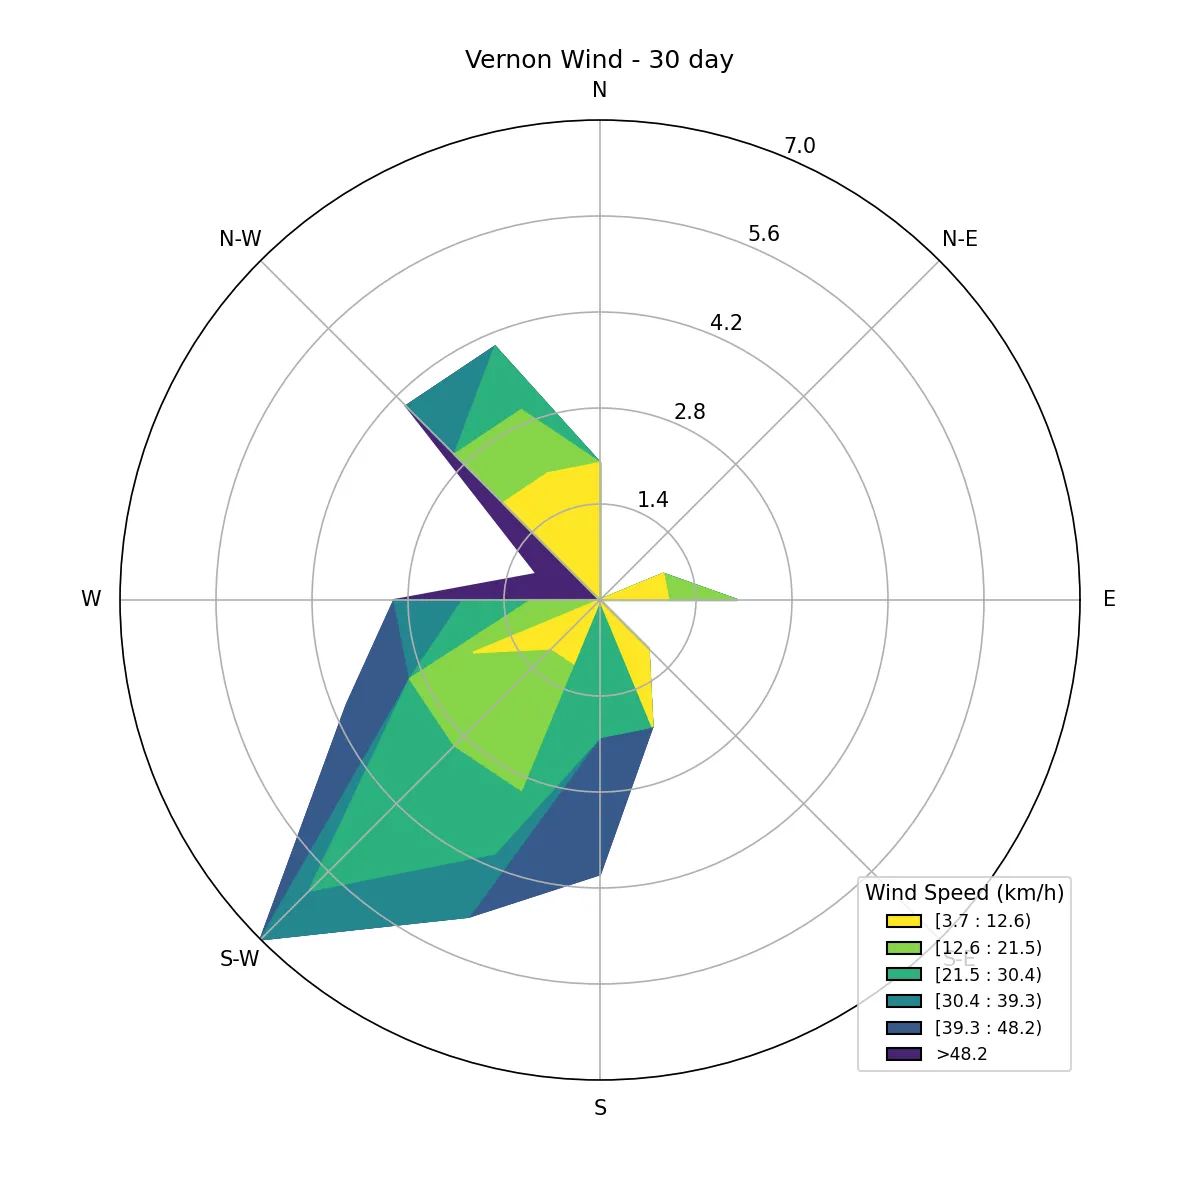 Vernon Wind - 30 day
N
7.0
N-W
5.6
N-E
4.2
2.8
1.4
W
E
S-W
S-E
S
Wind Speed (km/h)
[3.7 : 12.6)
[12.6 : 21.5)
[21.5 : 30.4)
[30.4 : 39.3)
[39.3 : 48.2)
>48.2